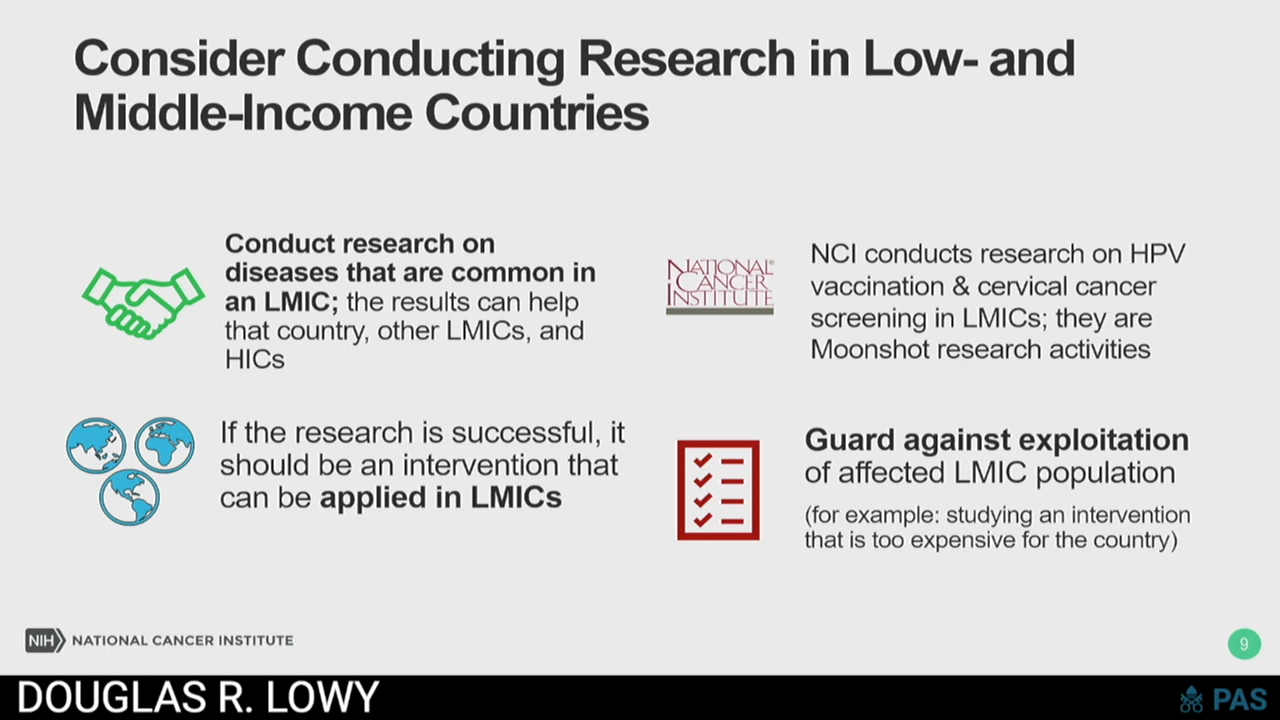 Consider Conducting Research in Low- and
Middle-Income Countries
Conduct research on
diseases that are common in
an LMIC; the results can help
that country, other LMICs, and
HICs
NATIONAL®
CANCER
INSTITUTE
NCI conducts research on HPV
vaccination & cervical cancer
screening in LMICs; they are
Moonshot research activities
If the research is successful, it
should be an intervention that
can be applied in LMICs
Guard against exploitation
of affected LMIC population
(for example: studying an intervention
that is too expensive for the country)
NIH NATIONAL CANCER INSTITUTE
9
DOUGLAS R. LOWY
PAS